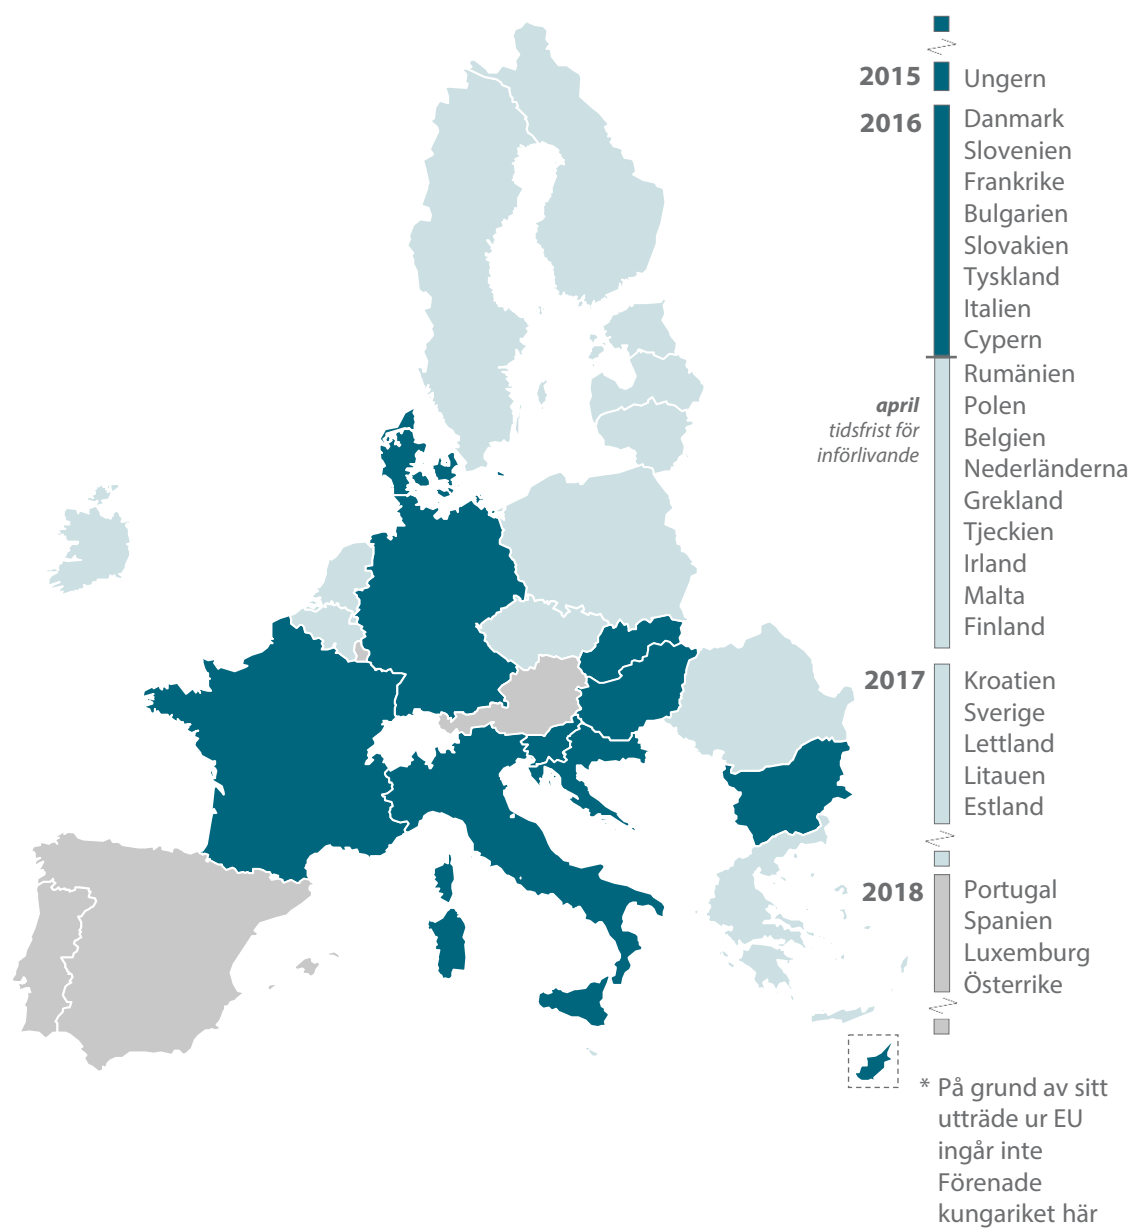 2015
Ungern
2016
Danmark
Slovenien
Frankrike
Bulgarien
Slovakien
Tyskland
Italien
Cypern
april
tidsfrist för
införlivande
Rumänien
Polen
Belgien
Nederländerna
Grekland
Tjeckien
Irland
Malta
Finland
2017
Kroatien
Sverige
Lettland
Litauen
Estland
2018
Portugal
Spanien
Luxemburg
Österrike
* På grund av sitt
utträde ur EU
ingår inte
Förenade
kungariket här